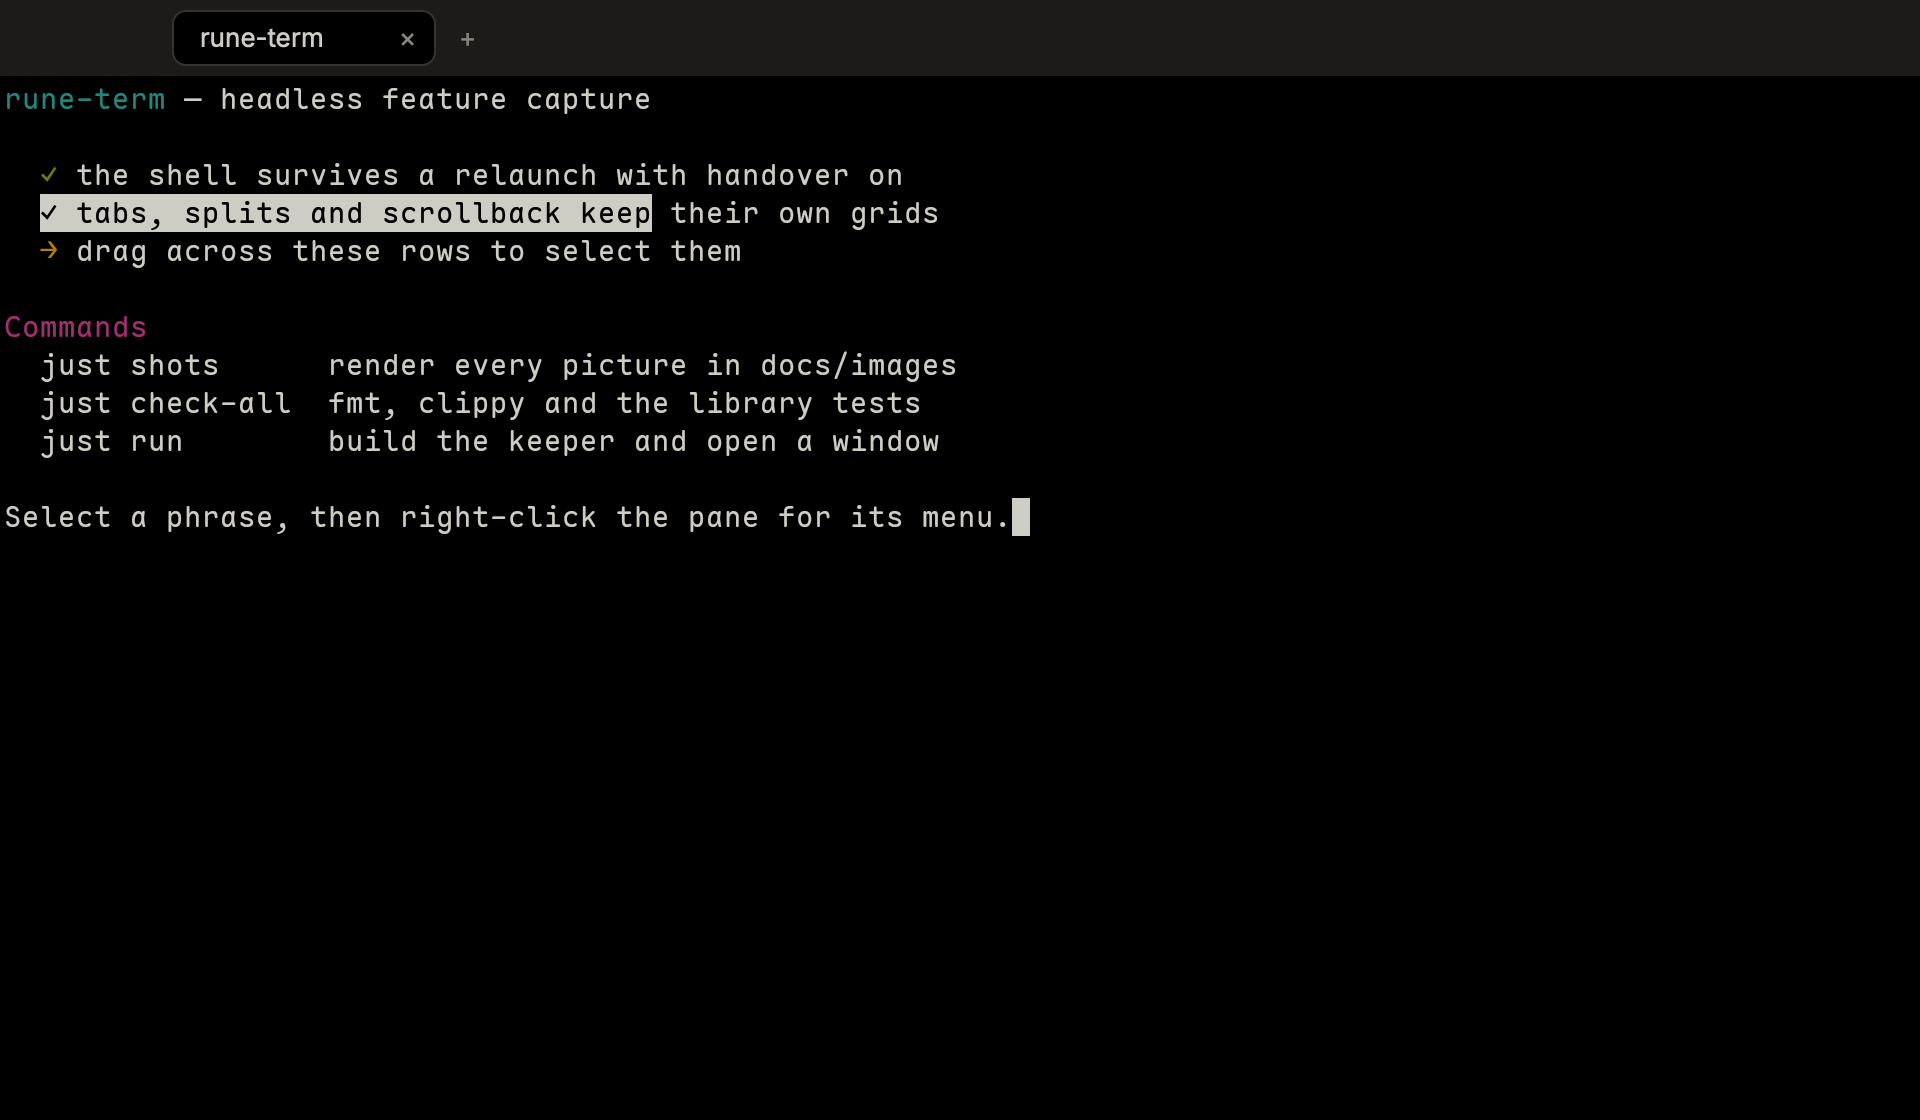 rune-term × +
rune-term — headless feature capture
✓ the shell survives a relaunch with handover on
✓ tabs, splits and scrollback keep their own grids
→ drag across these rows to select them
Commands
just shots      render every picture in docs/images
just check-all  fmt, clippy and the library tests
just run        build the keeper and open a window
Select a phrase, then right-click the pane for its menu.